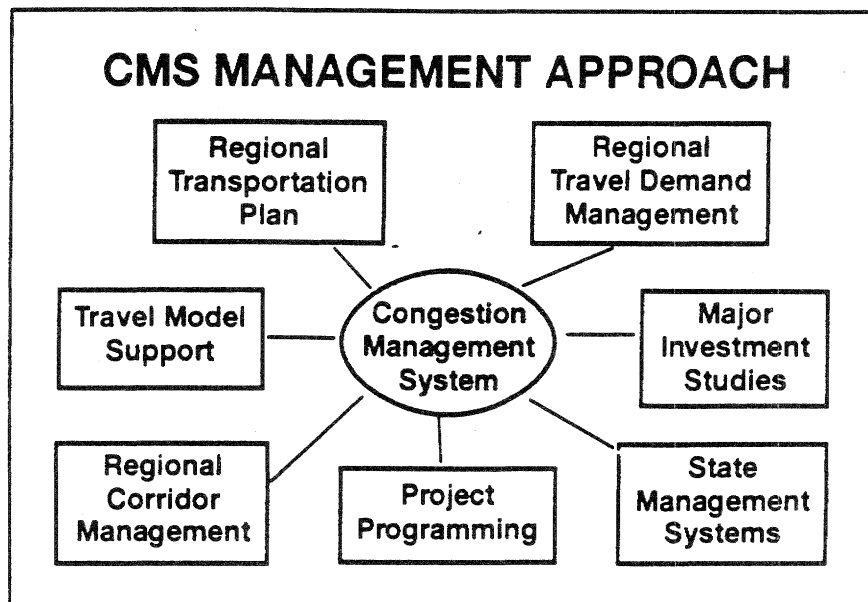 CMS MANAGEMENT APPROACH
Regional
Transportation
Plan
Regional
Travel Demand
Management
Travel Model
Support
Congestion
Management
System
Major
Investment
Studies
Regional
Corridor
Management
Project
Programming
State
Management
Systems